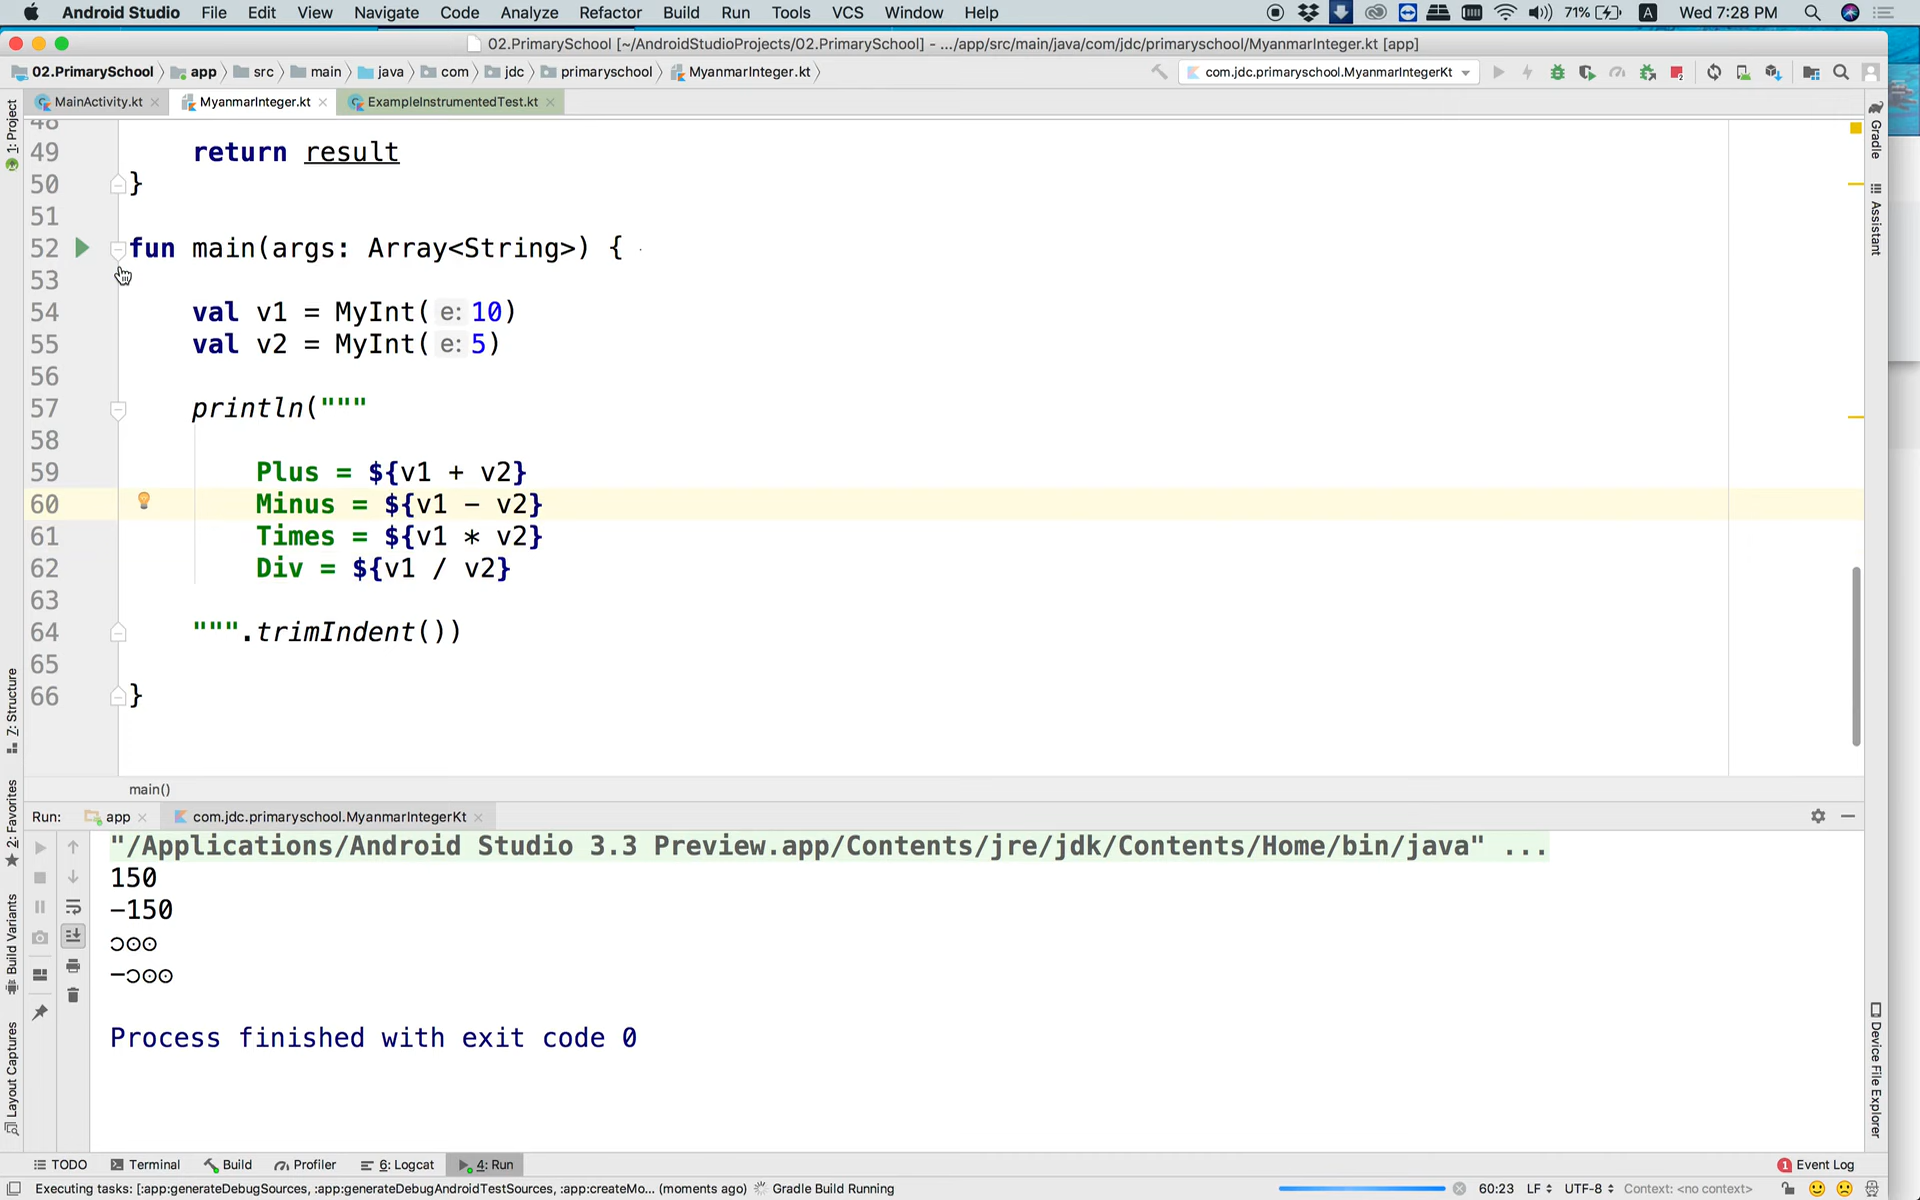 Android Studio File Edit View Navigate Code Analyze Refactor Build Run Tools VCS Window Help 71% A Wed 7:28 PM
02.PrimarySchool [~/AndroidStudioProjects/02.PrimarySchool] - .../app/src/main/java/com/jdc/primaryschool/MyanmarInteger.kt [app]
02.PrimarySchool app src main java com jdc primaryschool MyanmarInteger.kt com.jdc.primaryschool.MyanmarIntegerKt
MainActivity.kt MyanmarInteger.kt ExampleInstrumentedTest.kt
1: Project
Gradle
Assistant
48
49 return result
50 }
51
52 fun main(args: Array<String>) {
53
54 val v1 = MyInt( e: 10)
55 val v2 = MyInt( e: 5)
56
57 println("""
58
59 Plus = ${v1 + v2}
60 Minus = ${v1 - v2}
61 Times = ${v1 * v2}
62 Div = ${v1 / v2}
63
64 """.trimIndent())
65
66 }
main()
Z: Structure
2: Favorites
Build Variants
Layout Captures
Device File Explorer
Run: app com.jdc.primaryschool.MyanmarIntegerKt
"/Applications/Android Studio 3.3 Preview.app/Contents/jre/jdk/Contents/Home/bin/java" ...
150
-150
၁၀၀
-၁၀၀
Process finished with exit code 0
TODO Terminal Build Profiler 6: Logcat 4: Run 1 Event Log
Executing tasks: [:app:generateDebugSources, :app:generateDebugAndroidTestSources, :app:createMo... (moments ago) Gradle Build Running 60:23 LF UTF-8 Context: <no context>